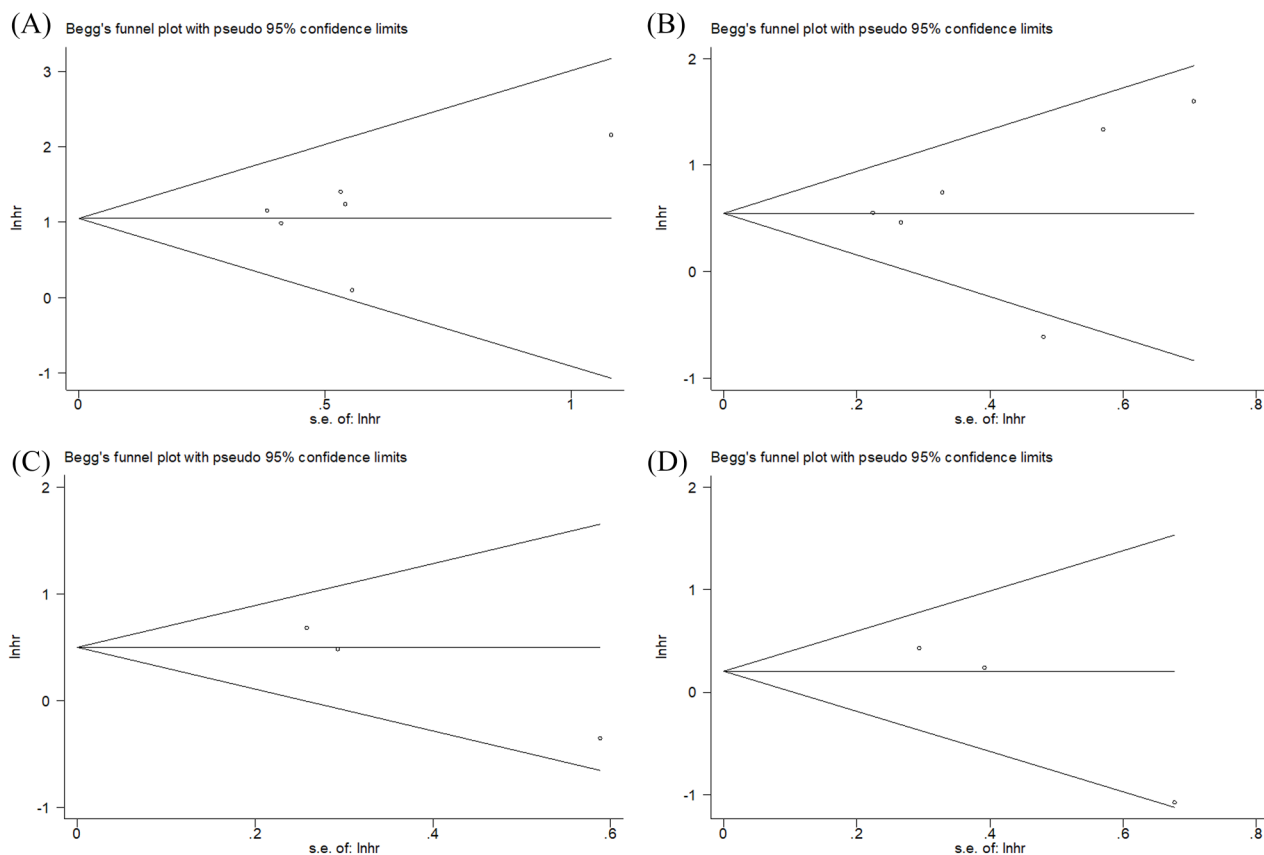 (A)
Begg's funnel plot with pseudo 95% confidence limits
3
2
1
0
-1
lnhr
0
.5
1
s.e. of: lnhr
(B)
Begg's funnel plot with pseudo 95% confidence limits
2
1
0
-1
lnhr
0
.2
.4
.6
.8
s.e. of: lnhr
(C)
Begg's funnel plot with pseudo 95% confidence limits
2
1
0
-1
lnhr
0
.2
.4
.6
s.e. of: lnhr
(D)
Begg's funnel plot with pseudo 95% confidence limits
2
1
0
-1
lnhr
0
.2
.4
.6
.8
s.e. of: lnhr